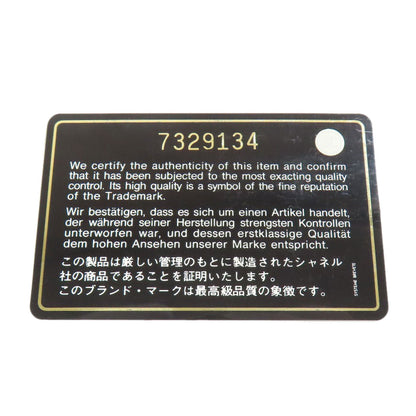 7329134
We certify the authenticity of this item and confirm
that it has been subjected to the most exacting quality
control. Its high quality is a symbol of the fine reputation
of the Trademark.
Wir bestätigen, dass es sich um einen Artikel handelt,
der während seiner Herstellung strengsten Kontrollen
unterworfen war, und dessen erstklassige Qualität
dem hohen Ansehen unserer Marke entspricht.
この製品は厳しい管理のもとに製造されたシャネル
社の商品であることを証明いたします。
このブランド・マークは最高級品質の象徴です。